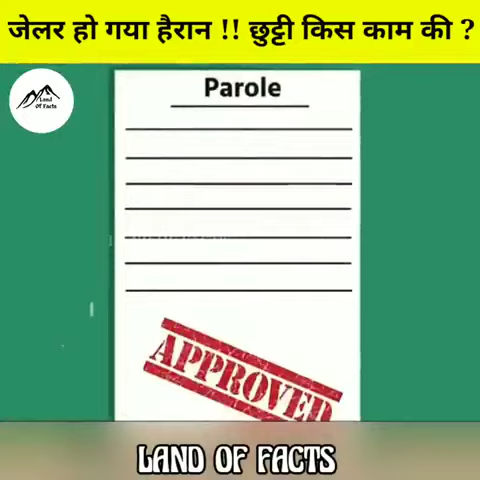 जेलर हो गया हैरान !! छुट्टी किस काम की ?
Land
Of Facts
Parole
APPROVED
LAND OF FACTS